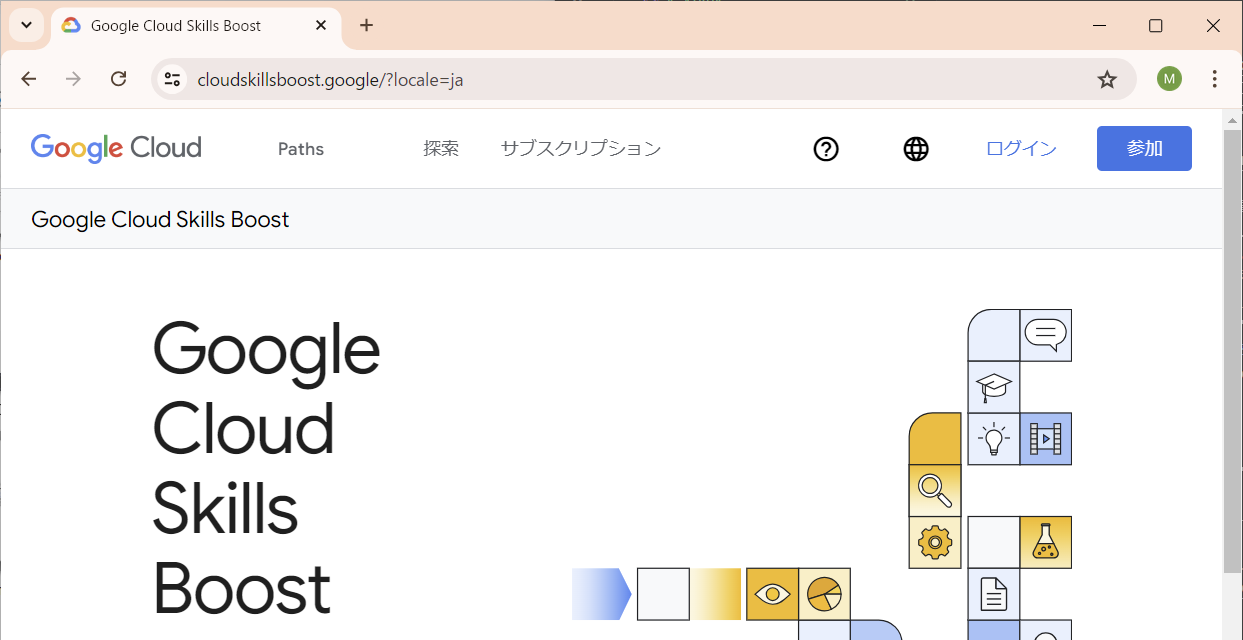 Google Cloud Skills Boost
cloudskillsboost.google/?locale=ja
M
Google Cloud
Paths
探索
サブスクリプション
ログイン
参加
Google Cloud Skills Boost
Google
Cloud
Skills
Boost